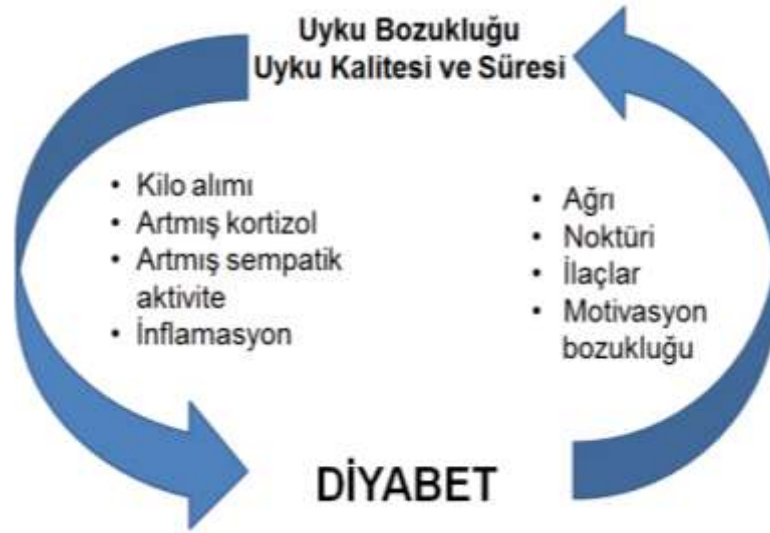 Uyku Bozukluğu
Uyku Kalitesi ve Süresi
• Kilo alımı
• Artmış kortizol
• Artmış sempatik
aktivite
• İnflamasyon
• Ağrı
• Noktüri
• İlaçlar
• Motivasyon
bozukluğu
DİYABET